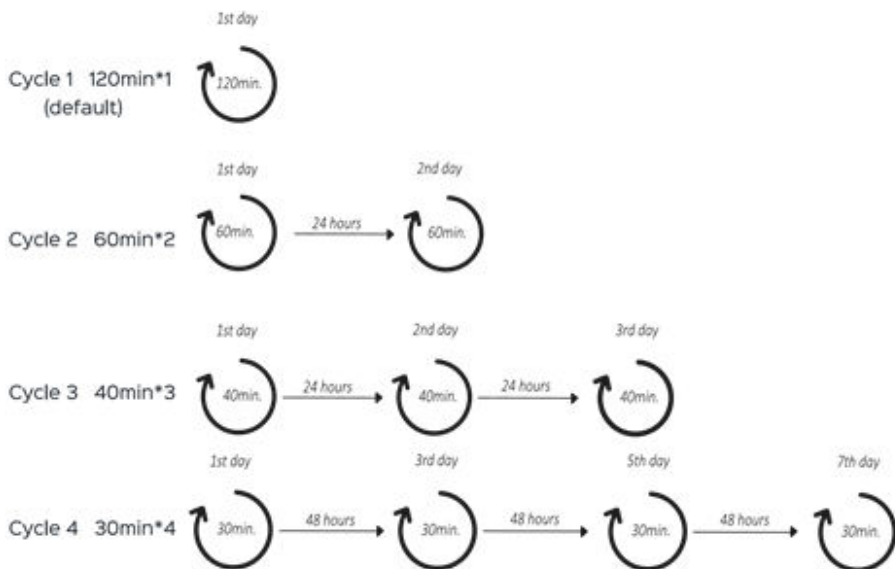 1st day
Cycle 1 120min*1
(default)
120min.
1st day
2nd day
Cycle 2 60min*2
60min.
24 hours
60min.
1st day
2nd day
3rd day
Cycle 3 40min*3
40min.
24 hours
40min.
24 hours
40min.
1st day
3rd day
5th day
7th day
Cycle 4 30min*4
30min.
48 hours
30min.
48 hours
30min.
48 hours
30min.